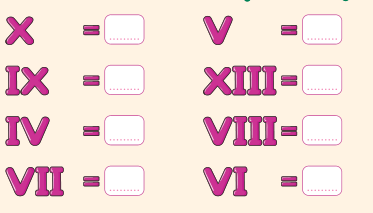 X = ........ V = ........
IX = ........ XIII = ........
IV = ........ VIII = ........
VII = ........ VI = ........